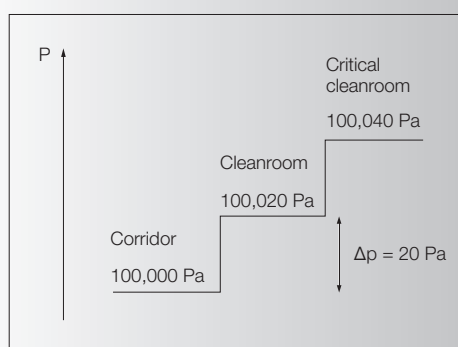 P
Critical
cleanroom
100,040 Pa
Cleanroom
100,020 Pa
Corridor
100,000 Pa
Δp = 20 Pa